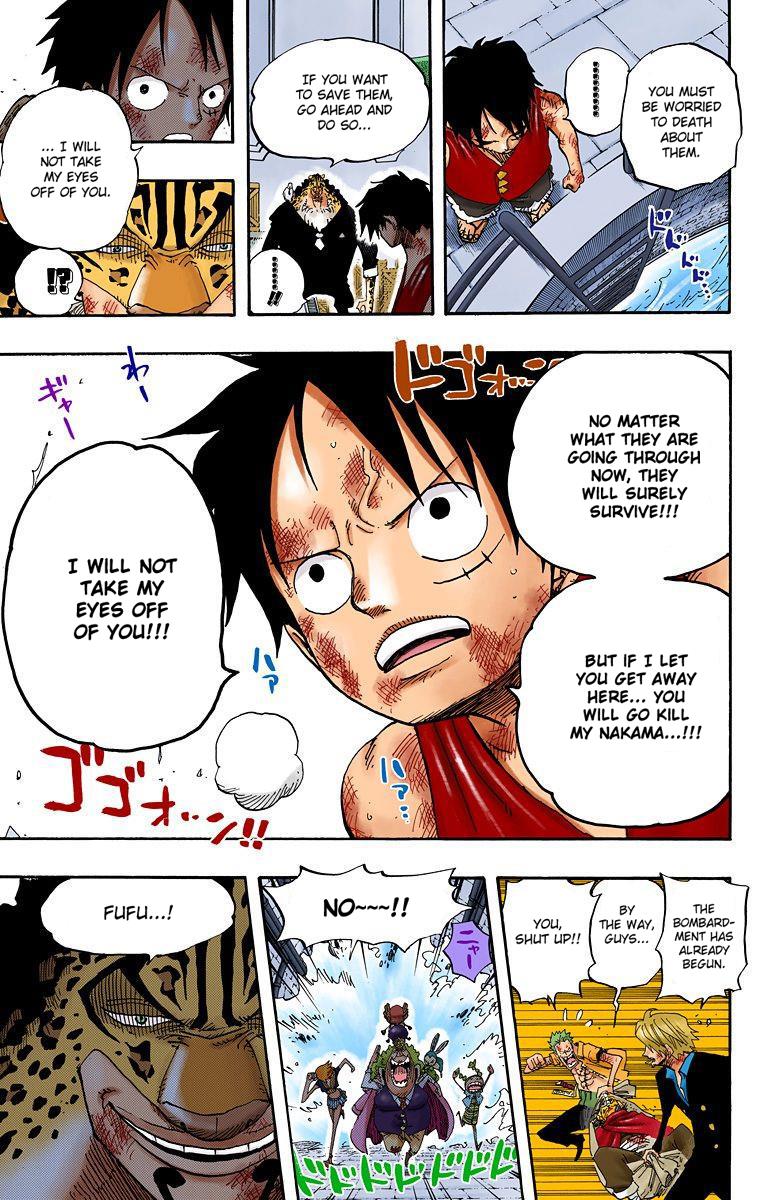 YOU MUST
BE WORRIED
TO DEATH
ABOUT
THEM.
.........
ドドドド...
IF YOU WANT
TO SAVE THEM,
GO AHEAD AND
DO SO...
......!!
... I WILL
NOT TAKE
MY EYES
OFF OF YOU.
!?
ドゴォーン!!
NO MATTER
WHAT THEY ARE
GOING THROUGH
NOW, THEY
WILL SURELY
SURVIVE!!!
BUT IF I LET
YOU GET AWAY
HERE... YOU
WILL GO KILL
MY NAKAMA...!!!
わー
ギャー
I WILL NOT
TAKE MY
EYES OFF
OF YOU!!!
ハァ
ハァ...
ゴゴォーン!!
THE
BOMBARD-
MENT HAS
ALREADY
BEGUN.
BY
THE WAY,
GUYS...
YOU,
SHUT UP!!
NO~~~!!
ニャー
ドドドドドドド
FUFU...!